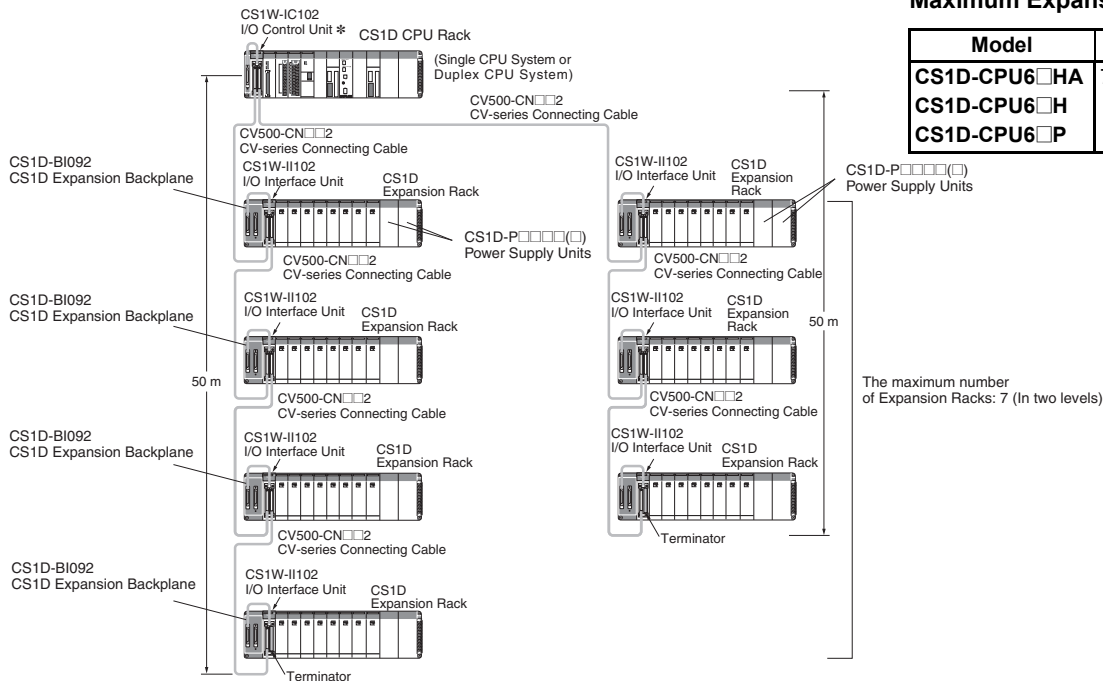 Maximum Expans
Model
CS1D-CPU6□HA
CS1D-CPU6□H
CS1D-CPU6□P
CS1W-IC102
I/O Control Unit *
CS1D CPU Rack
(Single CPU System or
Duplex CPU System)
CV500-CN□□2
CV-series Connecting Cable
CV500-CN□□2
CV-series Connecting Cable
CS1D-BI092
CS1D Expansion Backplane
CS1W-II102
I/O Interface Unit
CS1D
Expansion Rack
CS1D-P□□□□(□)
Power Supply Units
CV500-CN□□2
CV-series Connecting Cable
CS1D-BI092
CS1D Expansion Backplane
CS1W-II102
I/O Interface Unit
CS1D
Expansion Rack
50 m
CV500-CN□□2
CV-series Connecting Cable
CS1D-BI092
CS1D Expansion Backplane
CS1W-II102
I/O Interface Unit
CS1D
Expansion Rack
CV500-CN□□2
CV-series Connecting Cable
CS1D-BI092
CS1D Expansion Backplane
CS1W-II102
I/O Interface Unit
CS1D
Expansion Rack
Terminator
CS1W-II102
I/O Interface Unit
CS1D
Expansion
Rack
CS1D-P□□□□(□)
Power Supply Units
CV500-CN□□2
CV-series Connecting Cable
CS1W-II102
I/O Interface Unit
CS1D
Expansion
Rack
50 m
CV500-CN□□2
CV-series Connecting Cable
CS1W-II102
I/O Interface Unit
CS1D
Expansion Rack
Terminator
The maximum number
of Expansion Racks: 7 (In two levels)